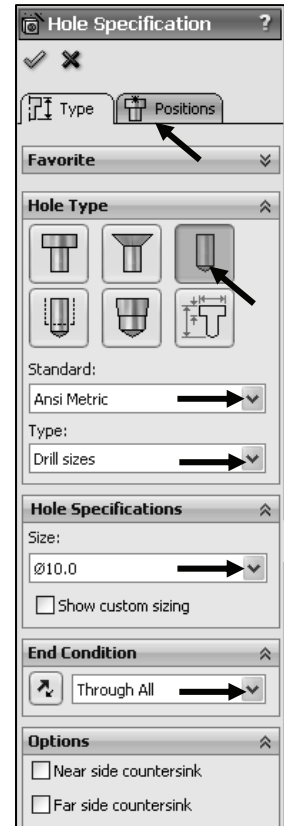 Hole Specification ?
Type Positions
Favorite
Hole Type
Standard:
Ansi Metric
Type:
Drill sizes
Hole Specifications
Size:
Ø10.0
Show custom sizing
End Condition
Through All
Options
Near side countersink
Far side countersink